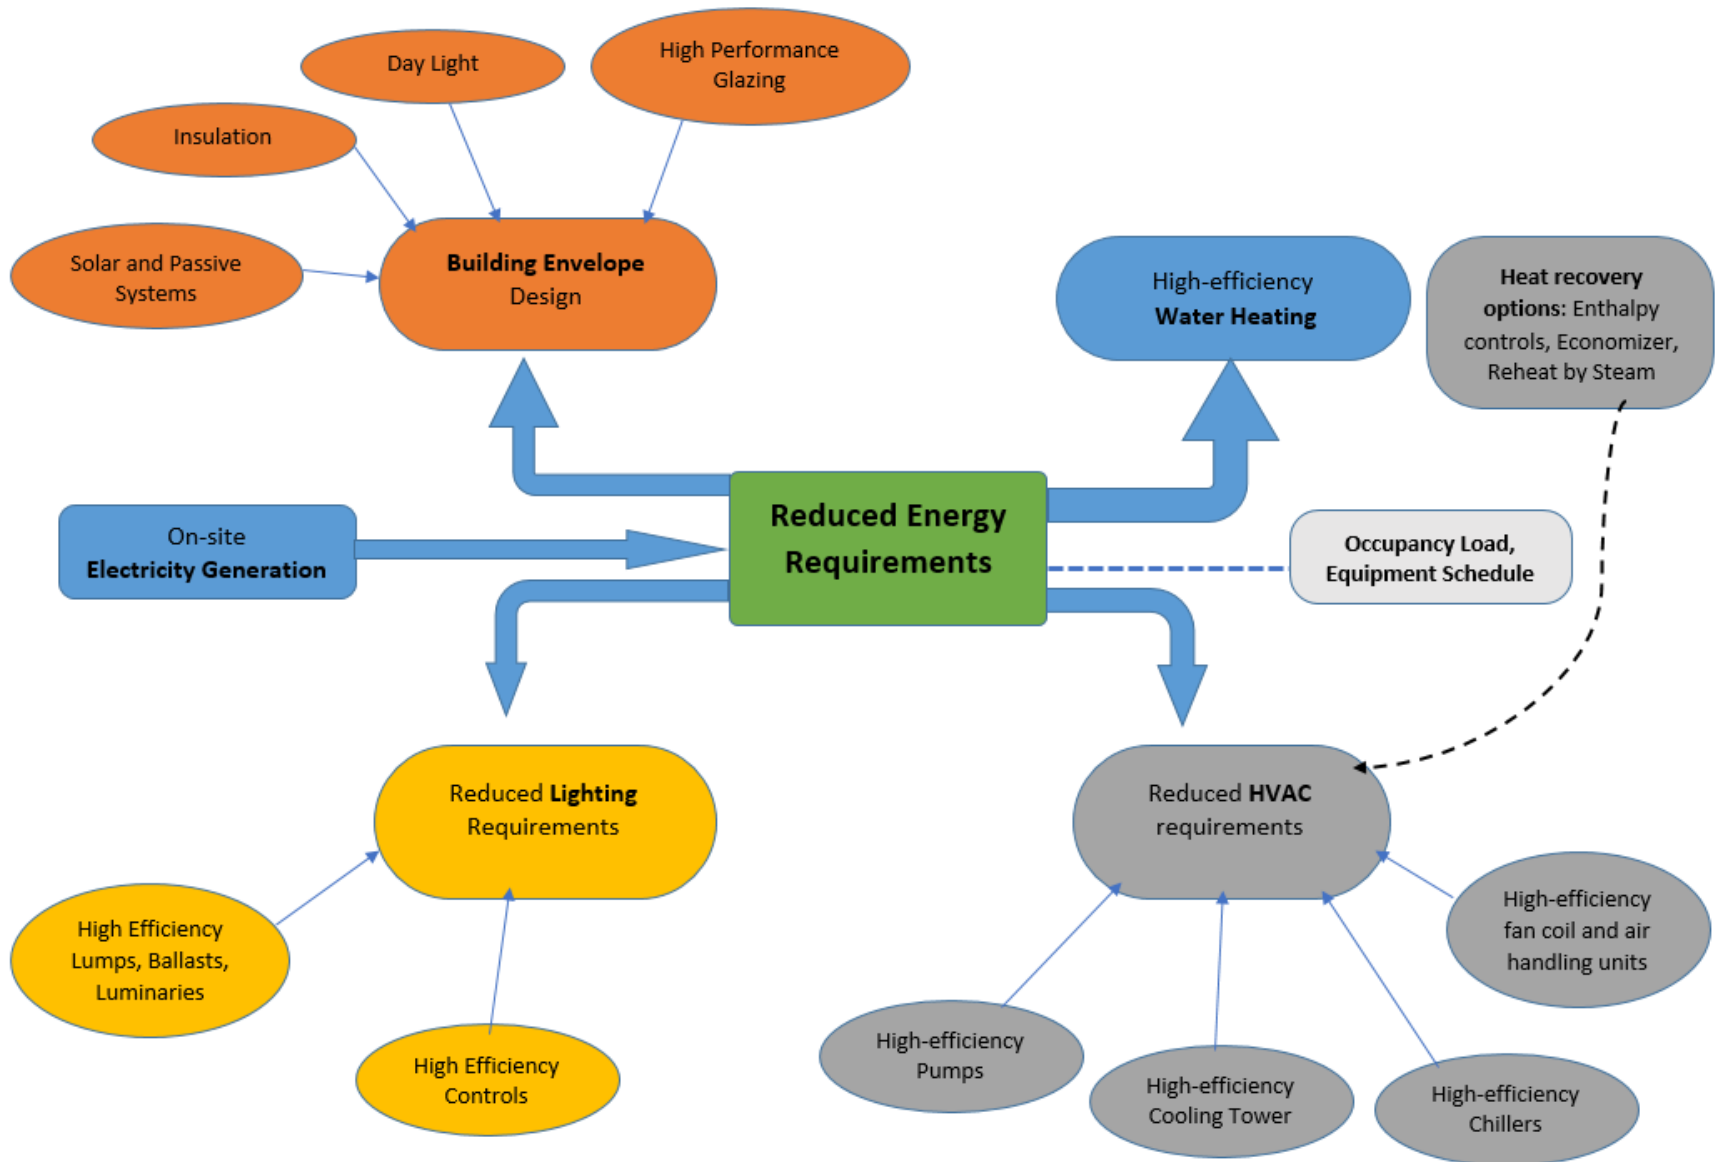 Day Light
High Performance
Glazing
Insulation
Solar and Passive
Systems
Building Envelope
Design
High-efficiency
Water Heating
Heat recovery
options: Enthalpy
controls, Economizer,
Reheat by Steam
On-site
Electricity Generation
Reduced Energy
Requirements
Occupancy Load,
Equipment Schedule
Reduced Lighting
Requirements
Reduced HVAC
requirements
High Efficiency
Lumps, Ballasts,
Luminaries
High Efficiency
Controls
High-efficiency
Pumps
High-efficiency
Cooling Tower
High-efficiency
Chillers
High-efficiency
fan coil and air
handling units